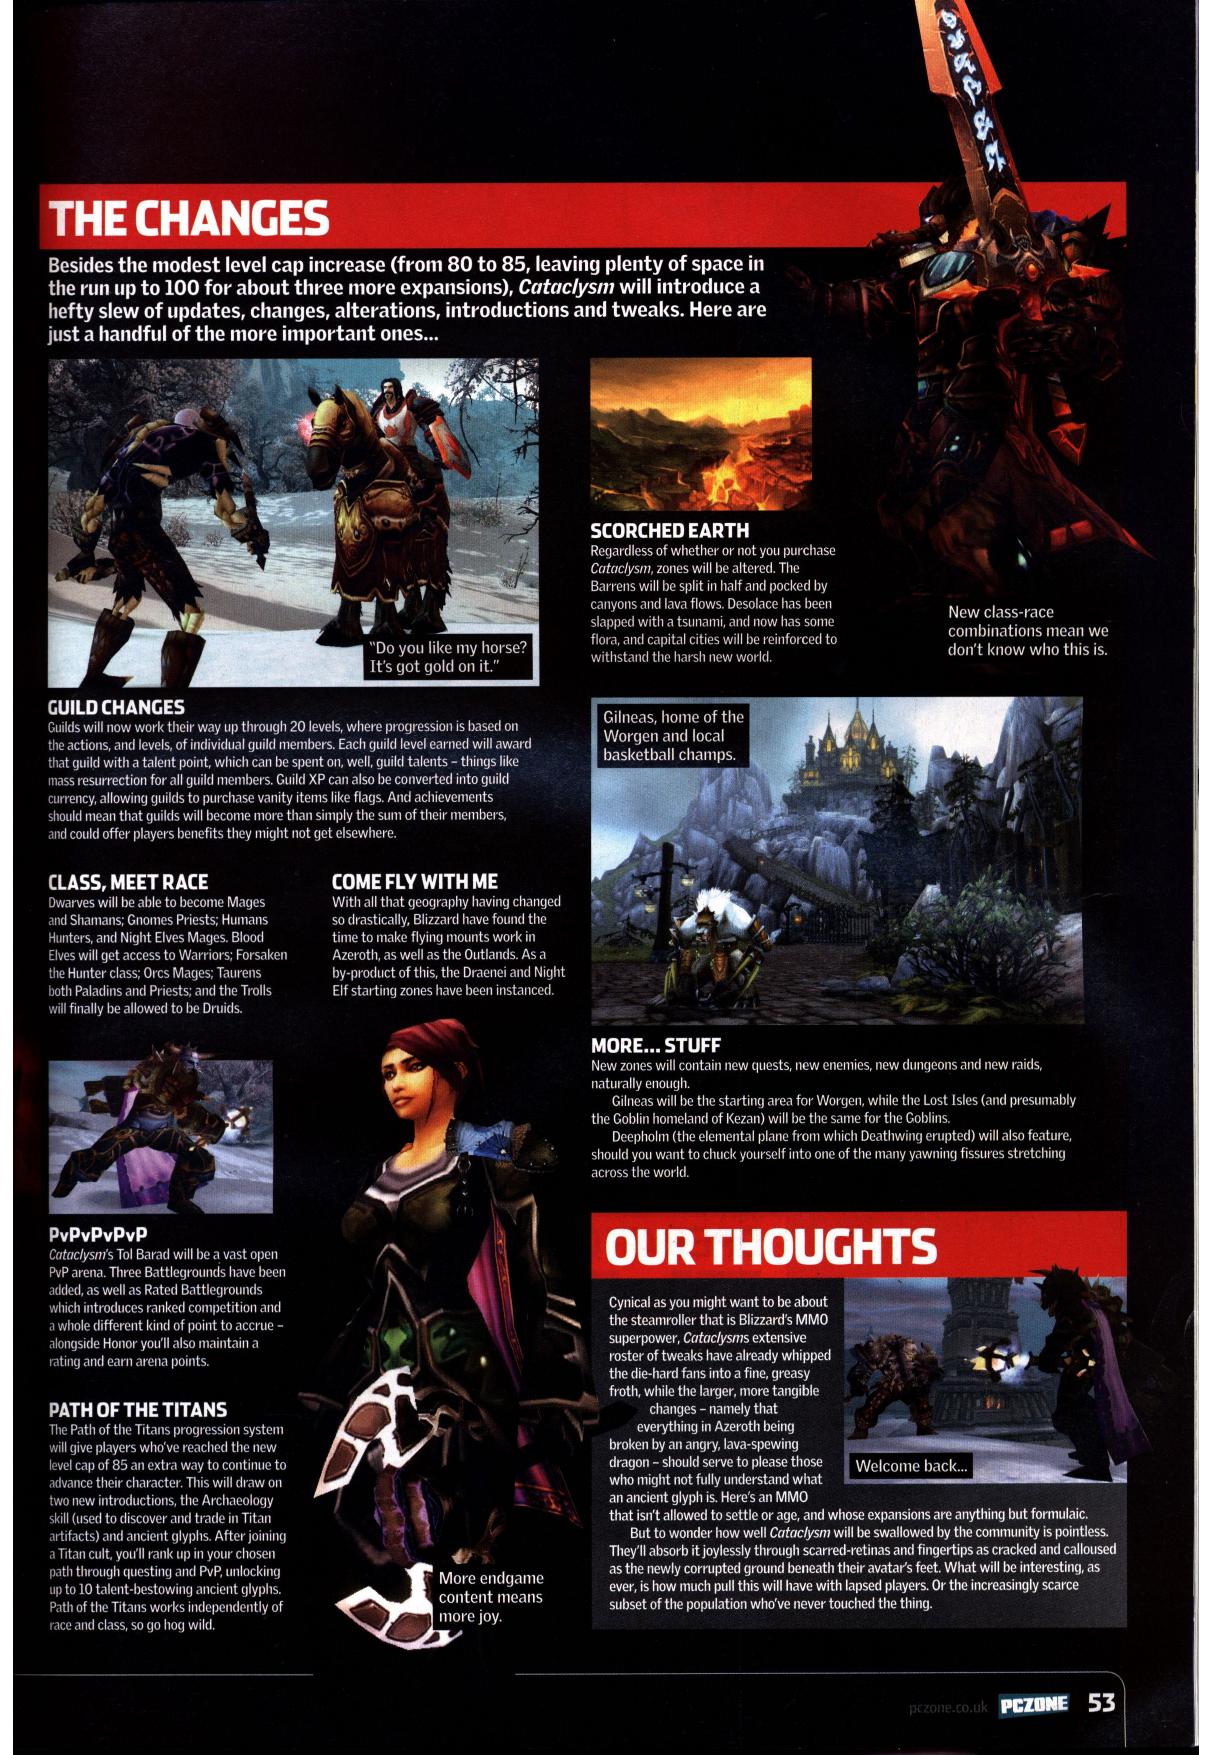 THE CHANGES
Besides the modest level cap increase (from 80 to 85, leaving plenty of space in
the run up to 100 for about three more expansions), Cataclysm will introduce a
hefty slew of updates, changes, alterations, introductions and tweaks. Here are
just a handful of the more important ones...
"Do you like my horse?
It's got gold on it."
GUILD CHANGES
Guilds will now work their way up through 20 levels, where progression is based on
the actions, and levels, of individual guild members. Each guild level earned will award
that guild with a talent point, which can be spent on, well, guild talents – things like
mass resurrection for all guild members. Guild XP can also be converted into guild
currency, allowing guilds to purchase vanity items like flags. And achievements
should mean that guilds will become more than simply the sum of their members,
and could offer players benefits they might not get elsewhere.
CLASS, MEET RACE
Dwarves will be able to become Mages
and Shamans; Gnomes Priests; Humans
Hunters, and Night Elves Mages. Blood
Elves will get access to Warriors; Forsaken
the Hunter class; Orcs Mages; Taurens
both Paladins and Priests; and the Trolls
will finally be allowed to be Druids.
COME FLY WITH ME
With all that geography having changed
so drastically, Blizzard have found the
time to make flying mounts work in
Azeroth, as well as the Outlands. As a
by-product of this, the Draenei and Night
Elf starting zones have been instanced.
PvPvPvPvP
Cataclysm's Tol Barad will be a vast open
PvP arena. Three Battlegrounds have been
added, as well as Rated Battlegrounds
which introduces ranked competition and
a whole different kind of point to accrue –
alongside Honor you'll also maintain a
rating and earn arena points.
PATH OF THE TITANS
The Path of the Titans progression system
will give players who've reached the new
level cap of 85 an extra way to continue to
advance their character. This will draw on
two new introductions, the Archaeology
skill (used to discover and trade in Titan
artifacts) and ancient glyphs. After joining
a Titan cult, you'll rank up in your chosen
path through questing and PvP, unlocking
up to 10 talent-bestowing ancient glyphs.
Path of the Titans works independently of
race and class, so go hog wild.
More endgame
content means
more joy.
SCORCHED EARTH
Regardless of whether or not you purchase
Cataclysm, zones will be altered. The
Barrens will be split in half and pocked by
canyons and lava flows. Desolace has been
slapped with a tsunami, and now has some
flora, and capital cities will be reinforced to
withstand the harsh new world.
New class-race
combinations mean we
don't know who this is.
Gilneas, home of the
Worgen and local
basketball champs.
MORE... STUFF
New zones will contain new quests, new enemies, new dungeons and new raids,
naturally enough.
Gilneas will be the starting area for Worgen, while the Lost Isles (and presumably
the Goblin homeland of Kezan) will be the same for the Goblins.
Deepholm (the elemental plane from which Deathwing erupted) will also feature,
should you want to chuck yourself into one of the many yawning fissures stretching
across the world.
OUR THOUGHTS
Cynical as you might want to be about
the steamroller that is Blizzard's MMO
superpower, Cataclysms extensive
roster of tweaks have already whipped
the die-hard fans into a fine, greasy
froth, while the larger, more tangible
changes – namely that
everything in Azeroth being
broken by an angry, lava-spewing
dragon – should serve to please those
who might not fully understand what
an ancient glyph is. Here's an MMO
that isn't allowed to settle or age, and whose expansions are anything but formulaic.
But to wonder how well Cataclysm will be swallowed by the community is pointless.
They'll absorb it joylessly through scarred-retinas and fingertips as cracked and calloused
as the newly corrupted ground beneath their avatar's feet. What will be interesting, as
ever, is how much pull this will have with lapsed players. Or the increasingly scarce
subset of the population who've never touched the thing.
Welcome back...
pczone.co.uk PCZONE 53